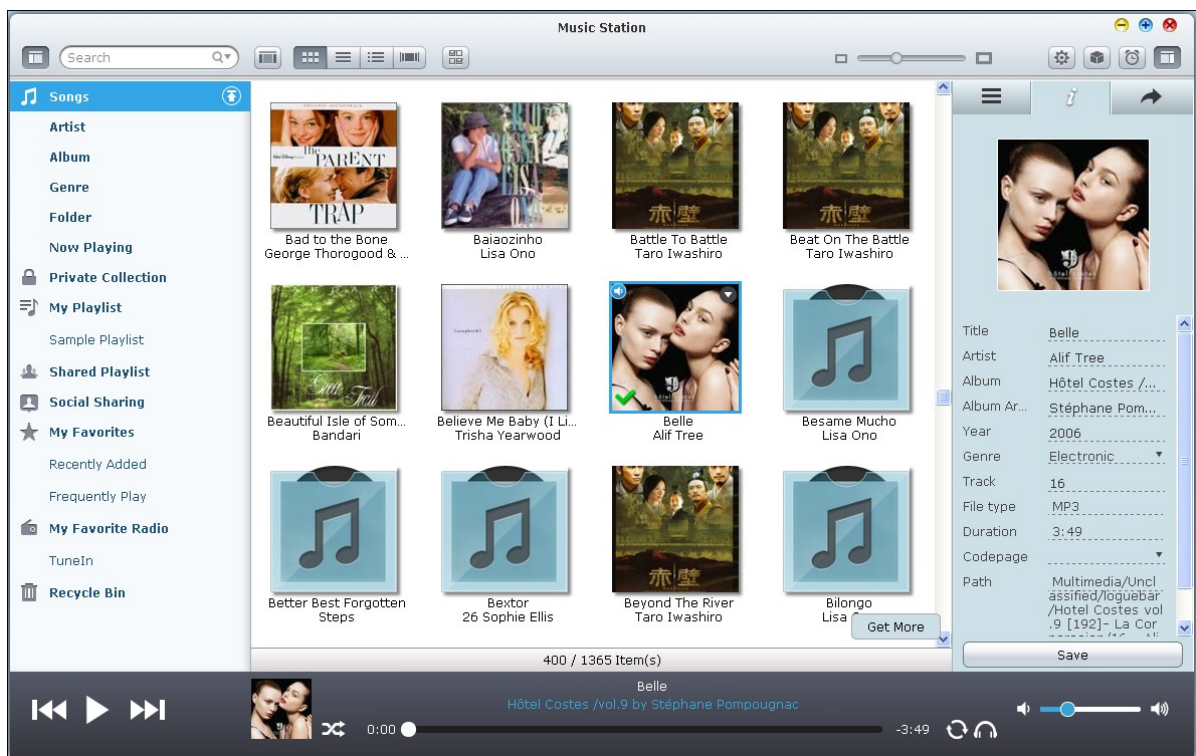 Music Station
Search
Songs
Artist
Album
Genre
Folder
Now Playing
Private Collection
My Playlist
Sample Playlist
Shared Playlist
Social Sharing
My Favorites
Recently Added
Frequently Play
My Favorite Radio
TuneIn
Recycle Bin
the PARENT TRAP
Bad to the Bone
George Thorogood & ...
Baiaozinho
Lisa Ono
赤壁
Battle To Battle
Taro Iwashiro
赤壁
Beat On The Battle
Taro Iwashiro
Beautiful Isle of Som...
Bandari
Believe Me Baby (I Li...
Trisha Yearwood
Belle
Alif Tree
Besame Mucho
Lisa Ono
Better Best Forgotten
Steps
Bextor
26 Sophie Ellis
赤壁
Beyond The River
Taro Iwashiro
Bilongo
Lisa
Get More
400 / 1365 Item(s)
Title Belle
Artist Alif Tree
Album Hôtel Costes /...
Album Ar... Stéphane Pom...
Year 2006
Genre Electronic
Track 16
File type MP3
Duration 3:49
Codepage
Path Multimedia/Uncl
assified/loguebar
/Hotel Costes vol
.9 [192]- La Cor
Save
Belle
Hôtel Costes /vol.9 by Stéphane Pompougnac
0:00
-3:49